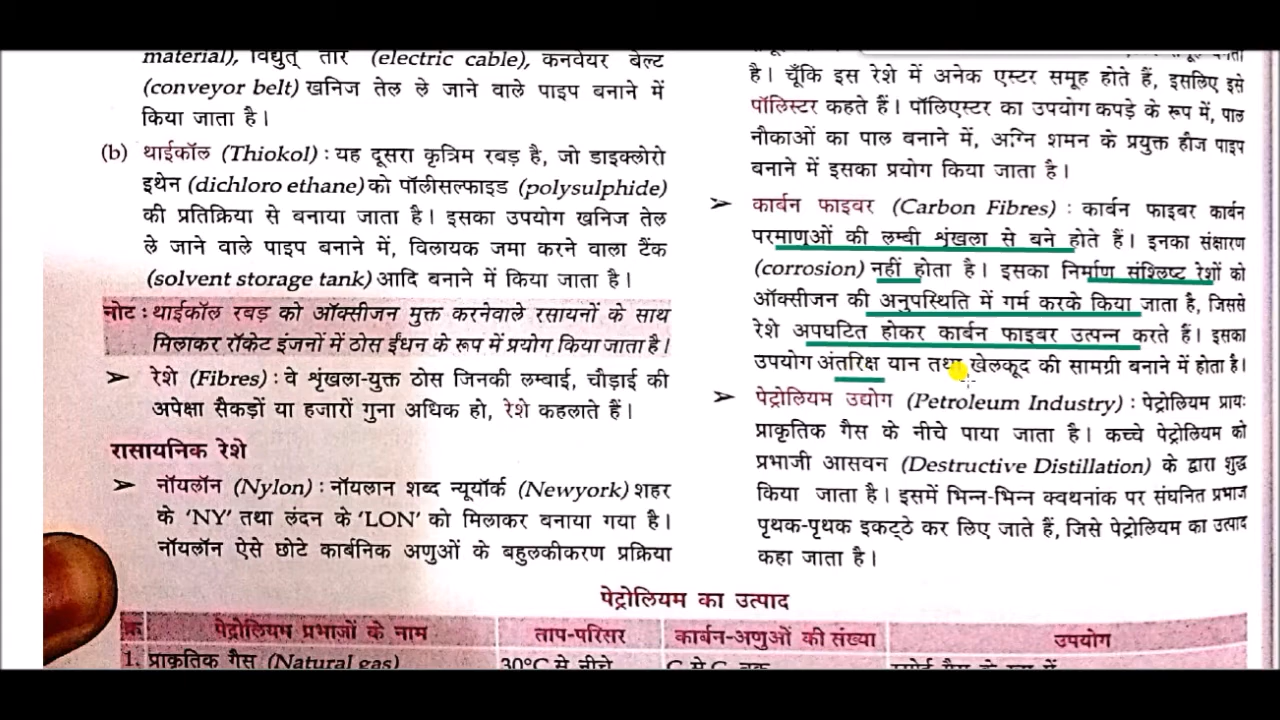 material), विद्युत् तार (electric cable), कनवेयर बेल्ट
(conveyor belt) खनिज तेल ले जाने वाले पाइप बनाने में
किया जाता है।
(b) थाईकॉल (Thiokol) : यह दूसरा कृत्रिम रबड़ है, जो डाइक्लोरो
इथेन (dichloro ethane) को पॉलीसल्फाइड (polysulphide)
की प्रतिक्रिया से बनाया जाता है। इसका उपयोग खनिज तेल
ले जाने वाले पाइप बनाने में, विलायक जमा करने वाला टैंक
(solvent storage tank) आदि बनाने में किया जाता है।
नोट : थाईकॉल रबड़ को ऑक्सीजन मुक्त करनेवाले रसायनों के साथ
मिलाकर रॉकेट इंजनों में ठोस ईंधन के रूप में प्रयोग किया जाता है।
➤ रेशे (Fibres) : वे शृंखला-युक्त ठोस जिनकी लम्बाई, चौड़ाई की
अपेक्षा सैकड़ों या हजारों गुना अधिक हो, रेशे कहलाते हैं।
रासायनिक रेशे
➤ नॉयलॉन (Nylon) : नॉयलान शब्द न्यूयॉर्क (Newyork) शहर
के ‘NY’ तथा लंदन के ‘LON’ को मिलाकर बनाया गया है।
नॉयलॉन ऐसे छोटे कार्बनिक अणुओं के बहुलकीकरण प्रक्रिया
है। चूँकि इस रेशे में अनेक एस्टर समूह होते हैं, इसलिए इसे
पॉलिस्टर कहते हैं। पॉलिएस्टर का उपयोग कपड़े के रूप में, पाल
नौकाओं का पाल बनाने में, अग्नि शमन के प्रयुक्त हौज पाइप
बनाने में इसका प्रयोग किया जाता है।
➤ कार्बन फाइबर (Carbon Fibres) : कार्बन फाइबर कार्बन
परमाणुओं की लम्बी शृंखला से बने होते हैं। इनका संक्षारण
(corrosion) नहीं होता है। इसका निर्माण संश्लिष्ट रेशों को
ऑक्सीजन की अनुपस्थिति में गर्म करके किया जाता है, जिससे
रेशे अपघटित होकर कार्बन फाइबर उत्पन्न करते हैं। इसका
उपयोग अंतरिक्ष यान तथा खेलकूद की सामग्री बनाने में होता है।
➤ पेट्रोलियम उद्योग (Petroleum Industry) : पेट्रोलियम प्रायः
प्राकृतिक गैस के नीचे पाया जाता है। कच्चे पेट्रोलियम को
प्रभाजी आसवन (Destructive Distillation) के द्वारा शुद्ध
किया जाता है। इसमें भिन्न-भिन्न क्वथनांक पर संघनित प्रभाज
पृथक-पृथक इकट्ठे कर लिए जाते हैं, जिसे पेट्रोलियम का उत्पाद
कहा जाता है।
पेट्रोलियम का उत्पाद
क्र पेट्रोलियम प्रभाजों के नाम ताप-परिसर कार्बन-अणुओं की संख्या उपयोग
1. प्राकृतिक गैस (Natural gas) 30°C से नीचे